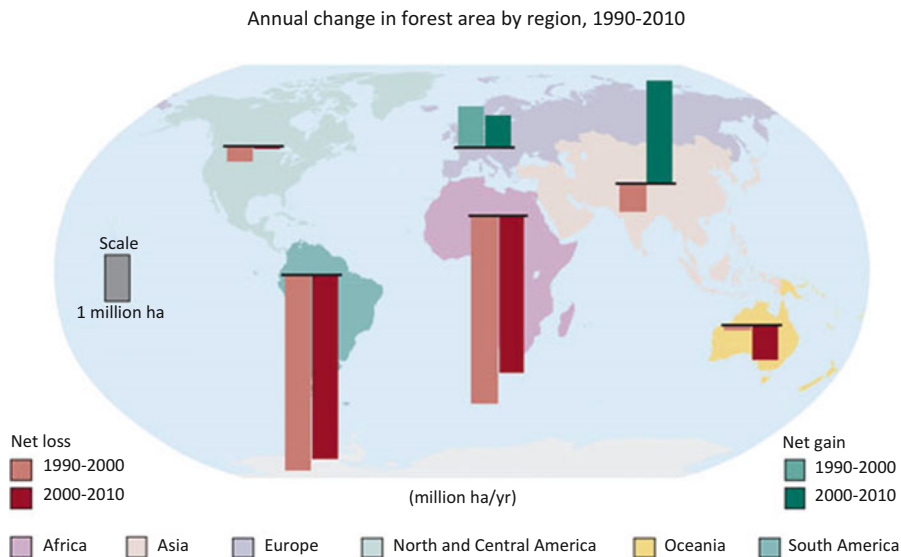 Annual change in forest area by region, 1990-2010
Scale
1 million ha
Net loss
1990-2000
2000-2010
(million ha/yr)
Net gain
1990-2000
2000-2010
Africa
Asia
Europe
North and Central America
Oceania
South America